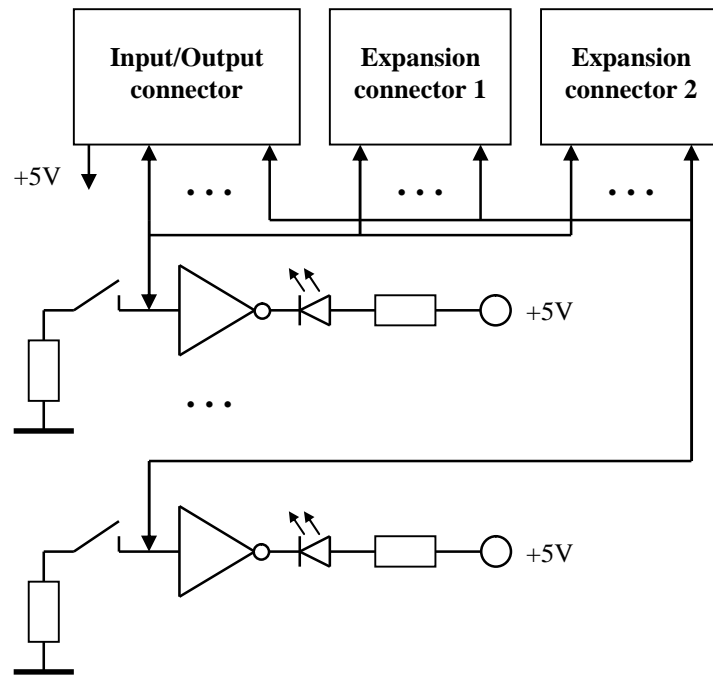 Input/Output
connector
Expansion
connector 1
Expansion
connector 2
+5V
. . .
. . .
. . .
+5V
. . .
+5V